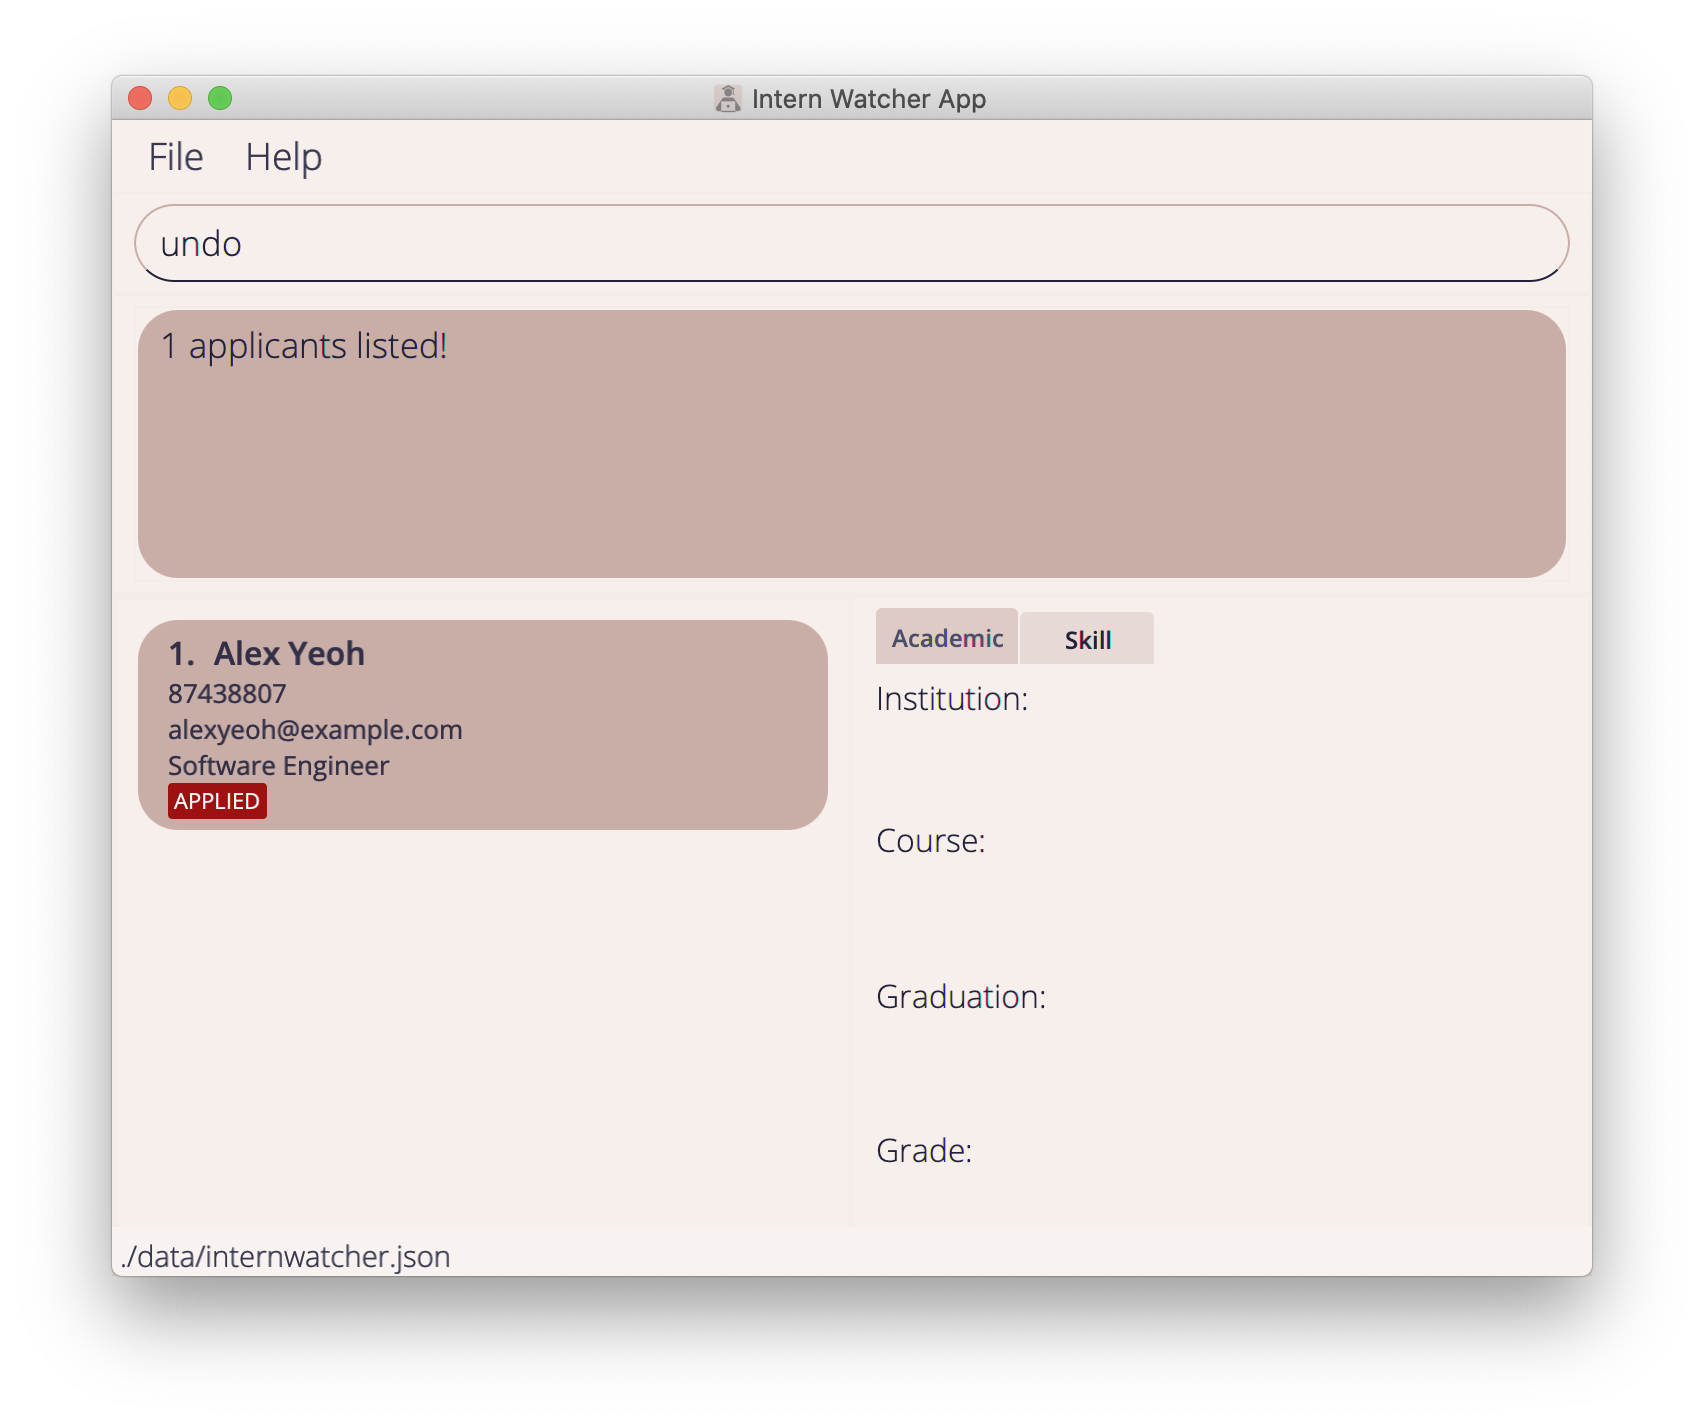 Intern Watcher App
File Help
undo
1 applicants listed!
1. Alex Yeoh
87438807
alexyeoh@example.com
Software Engineer
APPLIED
Academic Skill
Institution:
Course:
Graduation:
Grade:
./data/internwatcher.json